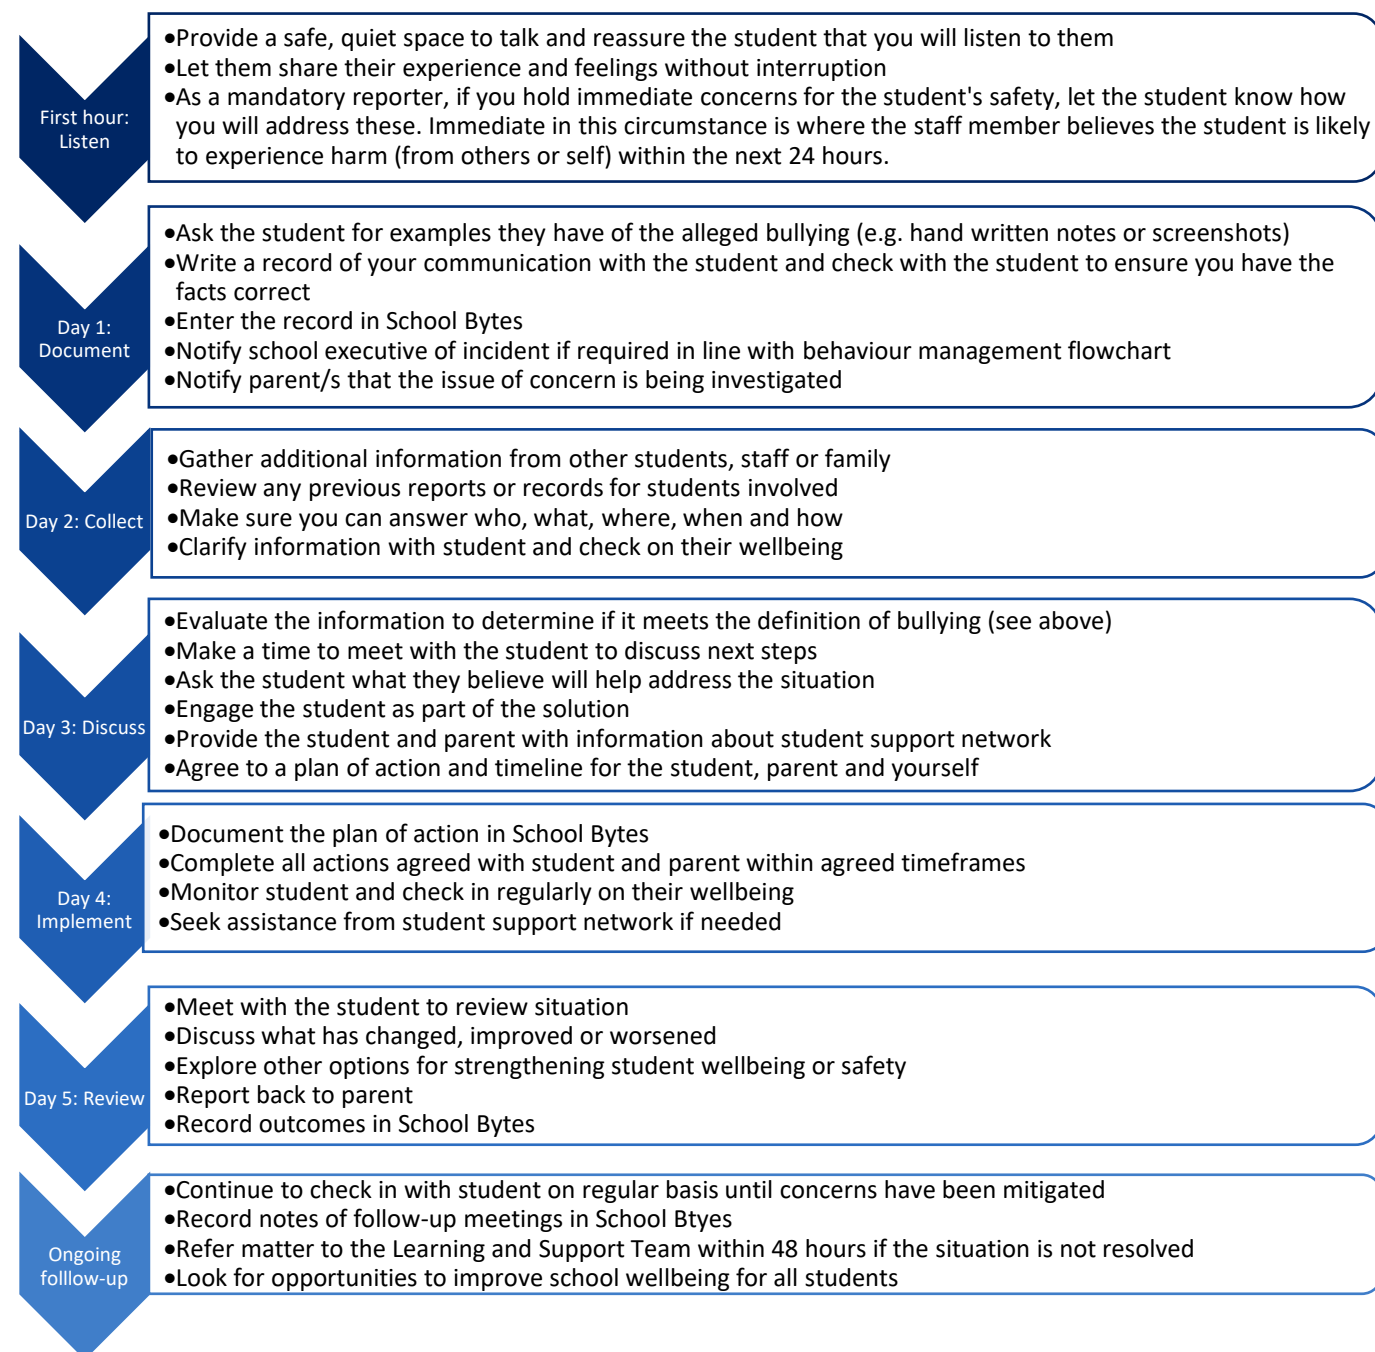 First hour:
Listen
•Provide a safe, quiet space to talk and reassure the student that you will listen to them
•Let them share their experience and feelings without interruption
•As a mandatory reporter, if you hold immediate concerns for the student's safety, let the student know how
you will address these. Immediate in this circumstance is where the staff member believes the student is likely
to experience harm (from others or self) within the next 24 hours.
Day 1:
Document
•Ask the student for examples they have of the alleged bullying (e.g. hand written notes or screenshots)
•Write a record of your communication with the student and check with the student to ensure you have the
facts correct
•Enter the record in School Bytes
•Notify school executive of incident if required in line with behaviour management flowchart
•Notify parent/s that the issue of concern is being investigated
Day 2: Collect
•Gather additional information from other students, staff or family
•Review any previous reports or records for students involved
•Make sure you can answer who, what, where, when and how
•Clarify information with student and check on their wellbeing
Day 3: Discuss
•Evaluate the information to determine if it meets the definition of bullying (see above)
•Make a time to meet with the student to discuss next steps
•Ask the student what they believe will help address the situation
•Engage the student as part of the solution
•Provide the student and parent with information about student support network
•Agree to a plan of action and timeline for the student, parent and yourself
Day 4:
Implement
•Document the plan of action in School Bytes
•Complete all actions agreed with student and parent within agreed timeframes
•Monitor student and check in regularly on their wellbeing
•Seek assistance from student support network if needed
Day 5: Review
•Meet with the student to review situation
•Discuss what has changed, improved or worsened
•Explore other options for strengthening student wellbeing or safety
•Report back to parent
•Record outcomes in School Bytes
Ongoing
folllow-up
•Continue to check in with student on regular basis until concerns have been mitigated
•Record notes of follow-up meetings in School Btyes
•Refer matter to the Learning and Support Team within 48 hours if the situation is not resolved
•Look for opportunities to improve school wellbeing for all students